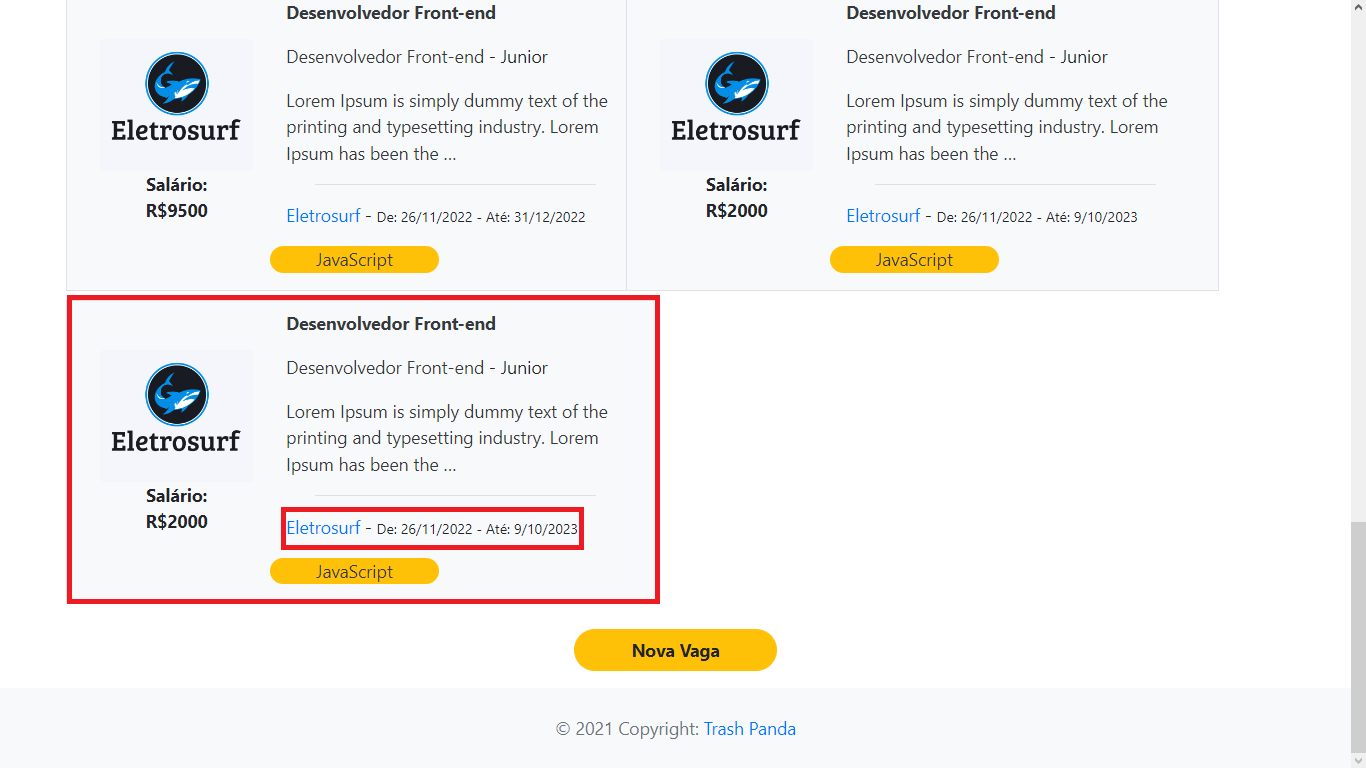 Desenvolvedor Front-end
Desenvolvedor Front-end - Junior
Eletrosurf
Lorem Ipsum is simply dummy text of the
printing and typesetting industry. Lorem
Ipsum has been the ...
Salário:
R$9500
Eletrosurf - De: 26/11/2022 - Até: 31/12/2022
JavaScript
Desenvolvedor Front-end
Desenvolvedor Front-end - Junior
Eletrosurf
Lorem Ipsum is simply dummy text of the
printing and typesetting industry. Lorem
Ipsum has been the ...
Salário:
R$2000
Eletrosurf - De: 26/11/2022 - Até: 9/10/2023
JavaScript
Desenvolvedor Front-end
Desenvolvedor Front-end - Junior
Eletrosurf
Lorem Ipsum is simply dummy text of the
printing and typesetting industry. Lorem
Ipsum has been the ...
Salário:
R$2000
Eletrosurf - De: 26/11/2022 - Até: 9/10/2023
JavaScript
Nova Vaga
© 2021 Copyright: Trash Panda